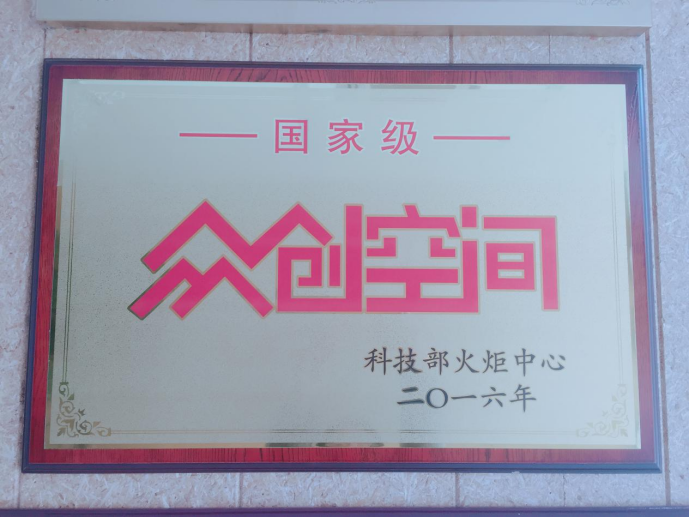 国家级
众创空间
科技部火炬中心
二〇一六年